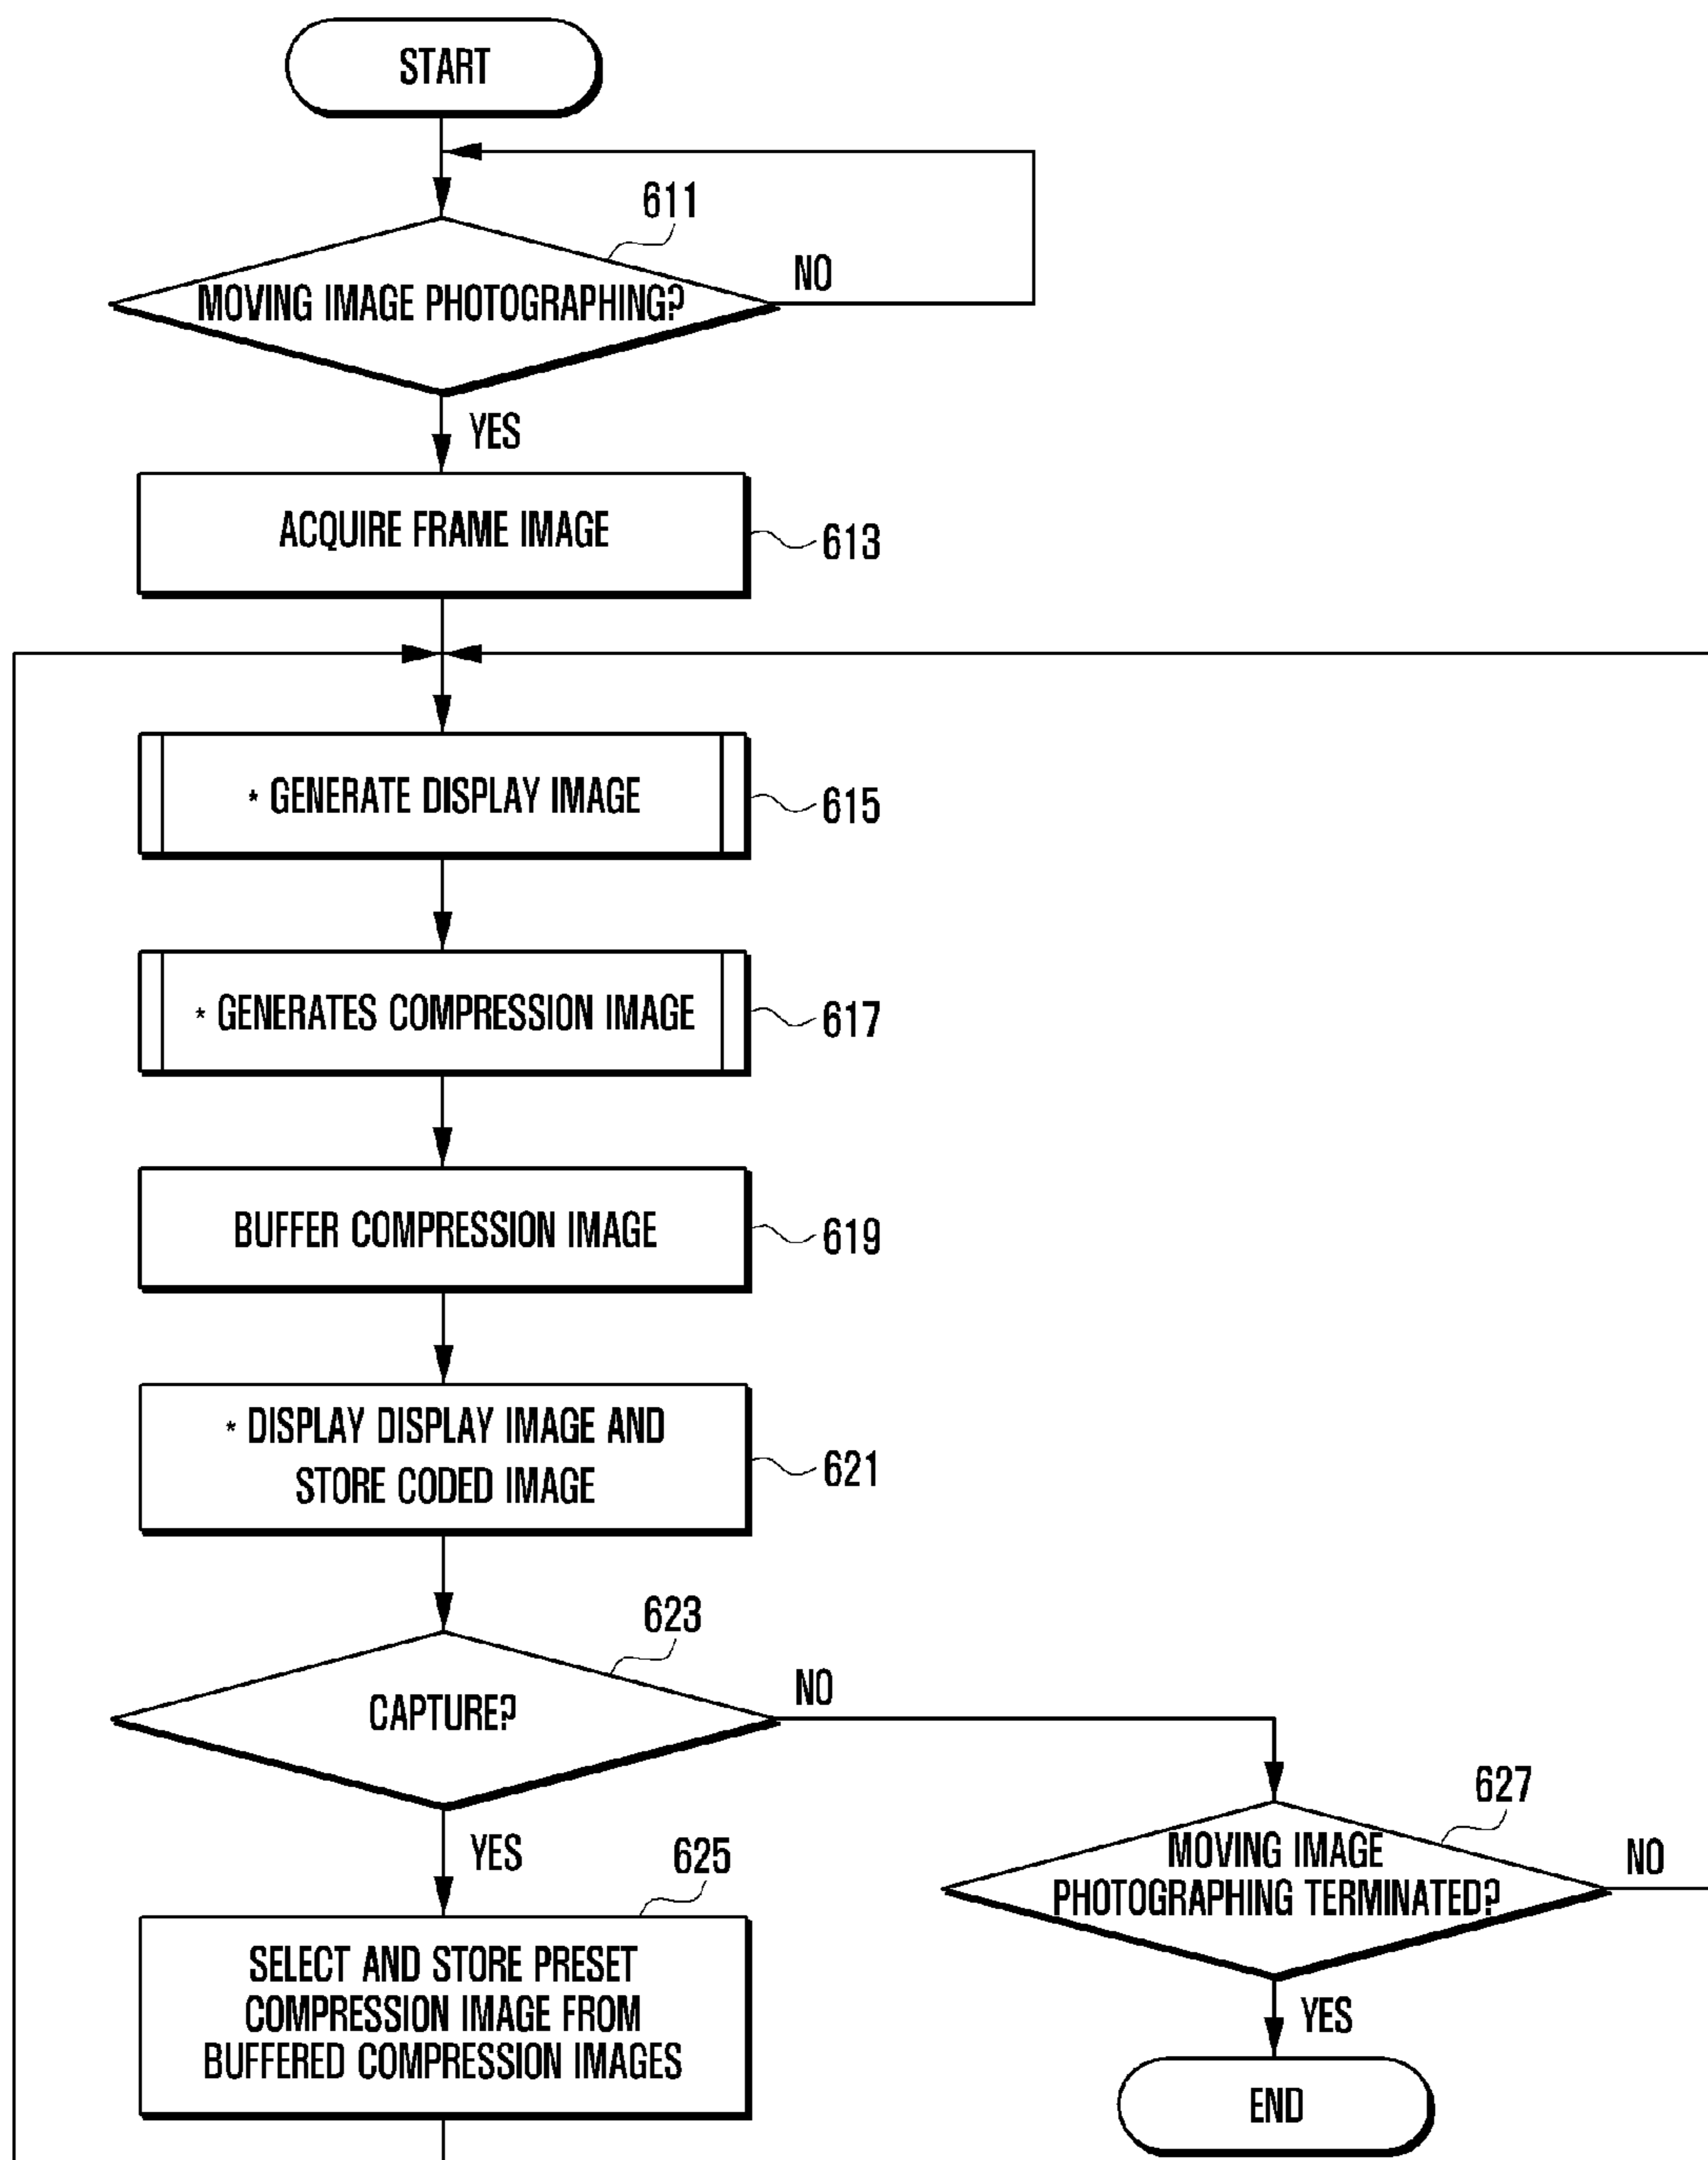 START
611
MOVING IMAGE PHOTOGRAPHING?
NO
YES
ACQUIRE FRAME IMAGE
613
* GENERATE DISPLAY IMAGE
615
* GENERATES COMPRESSION IMAGE
617
BUFFER COMPRESSION IMAGE
619
* DISPLAY DISPLAY IMAGE AND
STORE CODED IMAGE
621
623
CAPTURE?
NO
YES
625
SELECT AND STORE PRESET
COMPRESSION IMAGE FROM
BUFFERED COMPRESSION IMAGES
627
MOVING IMAGE
PHOTOGRAPHING TERMINATED?
NO
YES
END